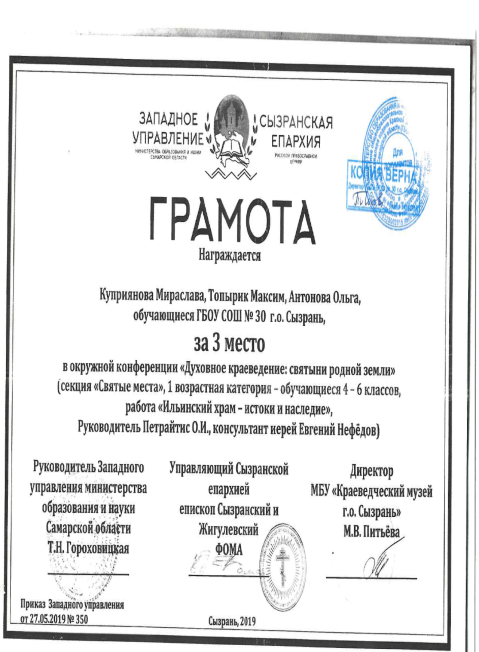 ЗАПАДНОЕ УПРАВЛЕНИЕ
МИНИСТЕРСТВА ОБРАЗОВАНИЯ И НАУКИ
САМАРСКОЙ ОБЛАСТИ
СЫЗРАНСКАЯ ЕПАРХИЯ
РУССКОЙ ПРАВОСЛАВНОЙ
ЦЕРКВИ
Для
КОПИЯ ВЕРНА
ГРАМОТА
Награждается
Куприянова Мираслава, Топырик Максим, Антонова Ольга,
обучающиеся ГБОУ СОШ № 30 г.о. Сызрань,
за 3 место
в окружной конференции «Духовное краеведение: святыни родной земли»
(секция «Святые места», 1 возрастная категория – обучающиеся 4 – 6 классов,
работа «Ильинский храм – истоки и наследие»,
Руководитель Петрайтис О.И., консультант иерей Евгений Нефёдов)
Руководитель Западного
управления министерства
образования и науки
Самарской области
Т.Н. Гороховицкая
Управляющий Сызранской
епархией
епископ Сызранский и
Жигулевский
ФОМА
Директор
МБУ «Краеведческий музей
г.о. Сызрань»
М.В. Питьёва
Приказ Западного управления
от 27.05.2019 № 350
Сызрань, 2019